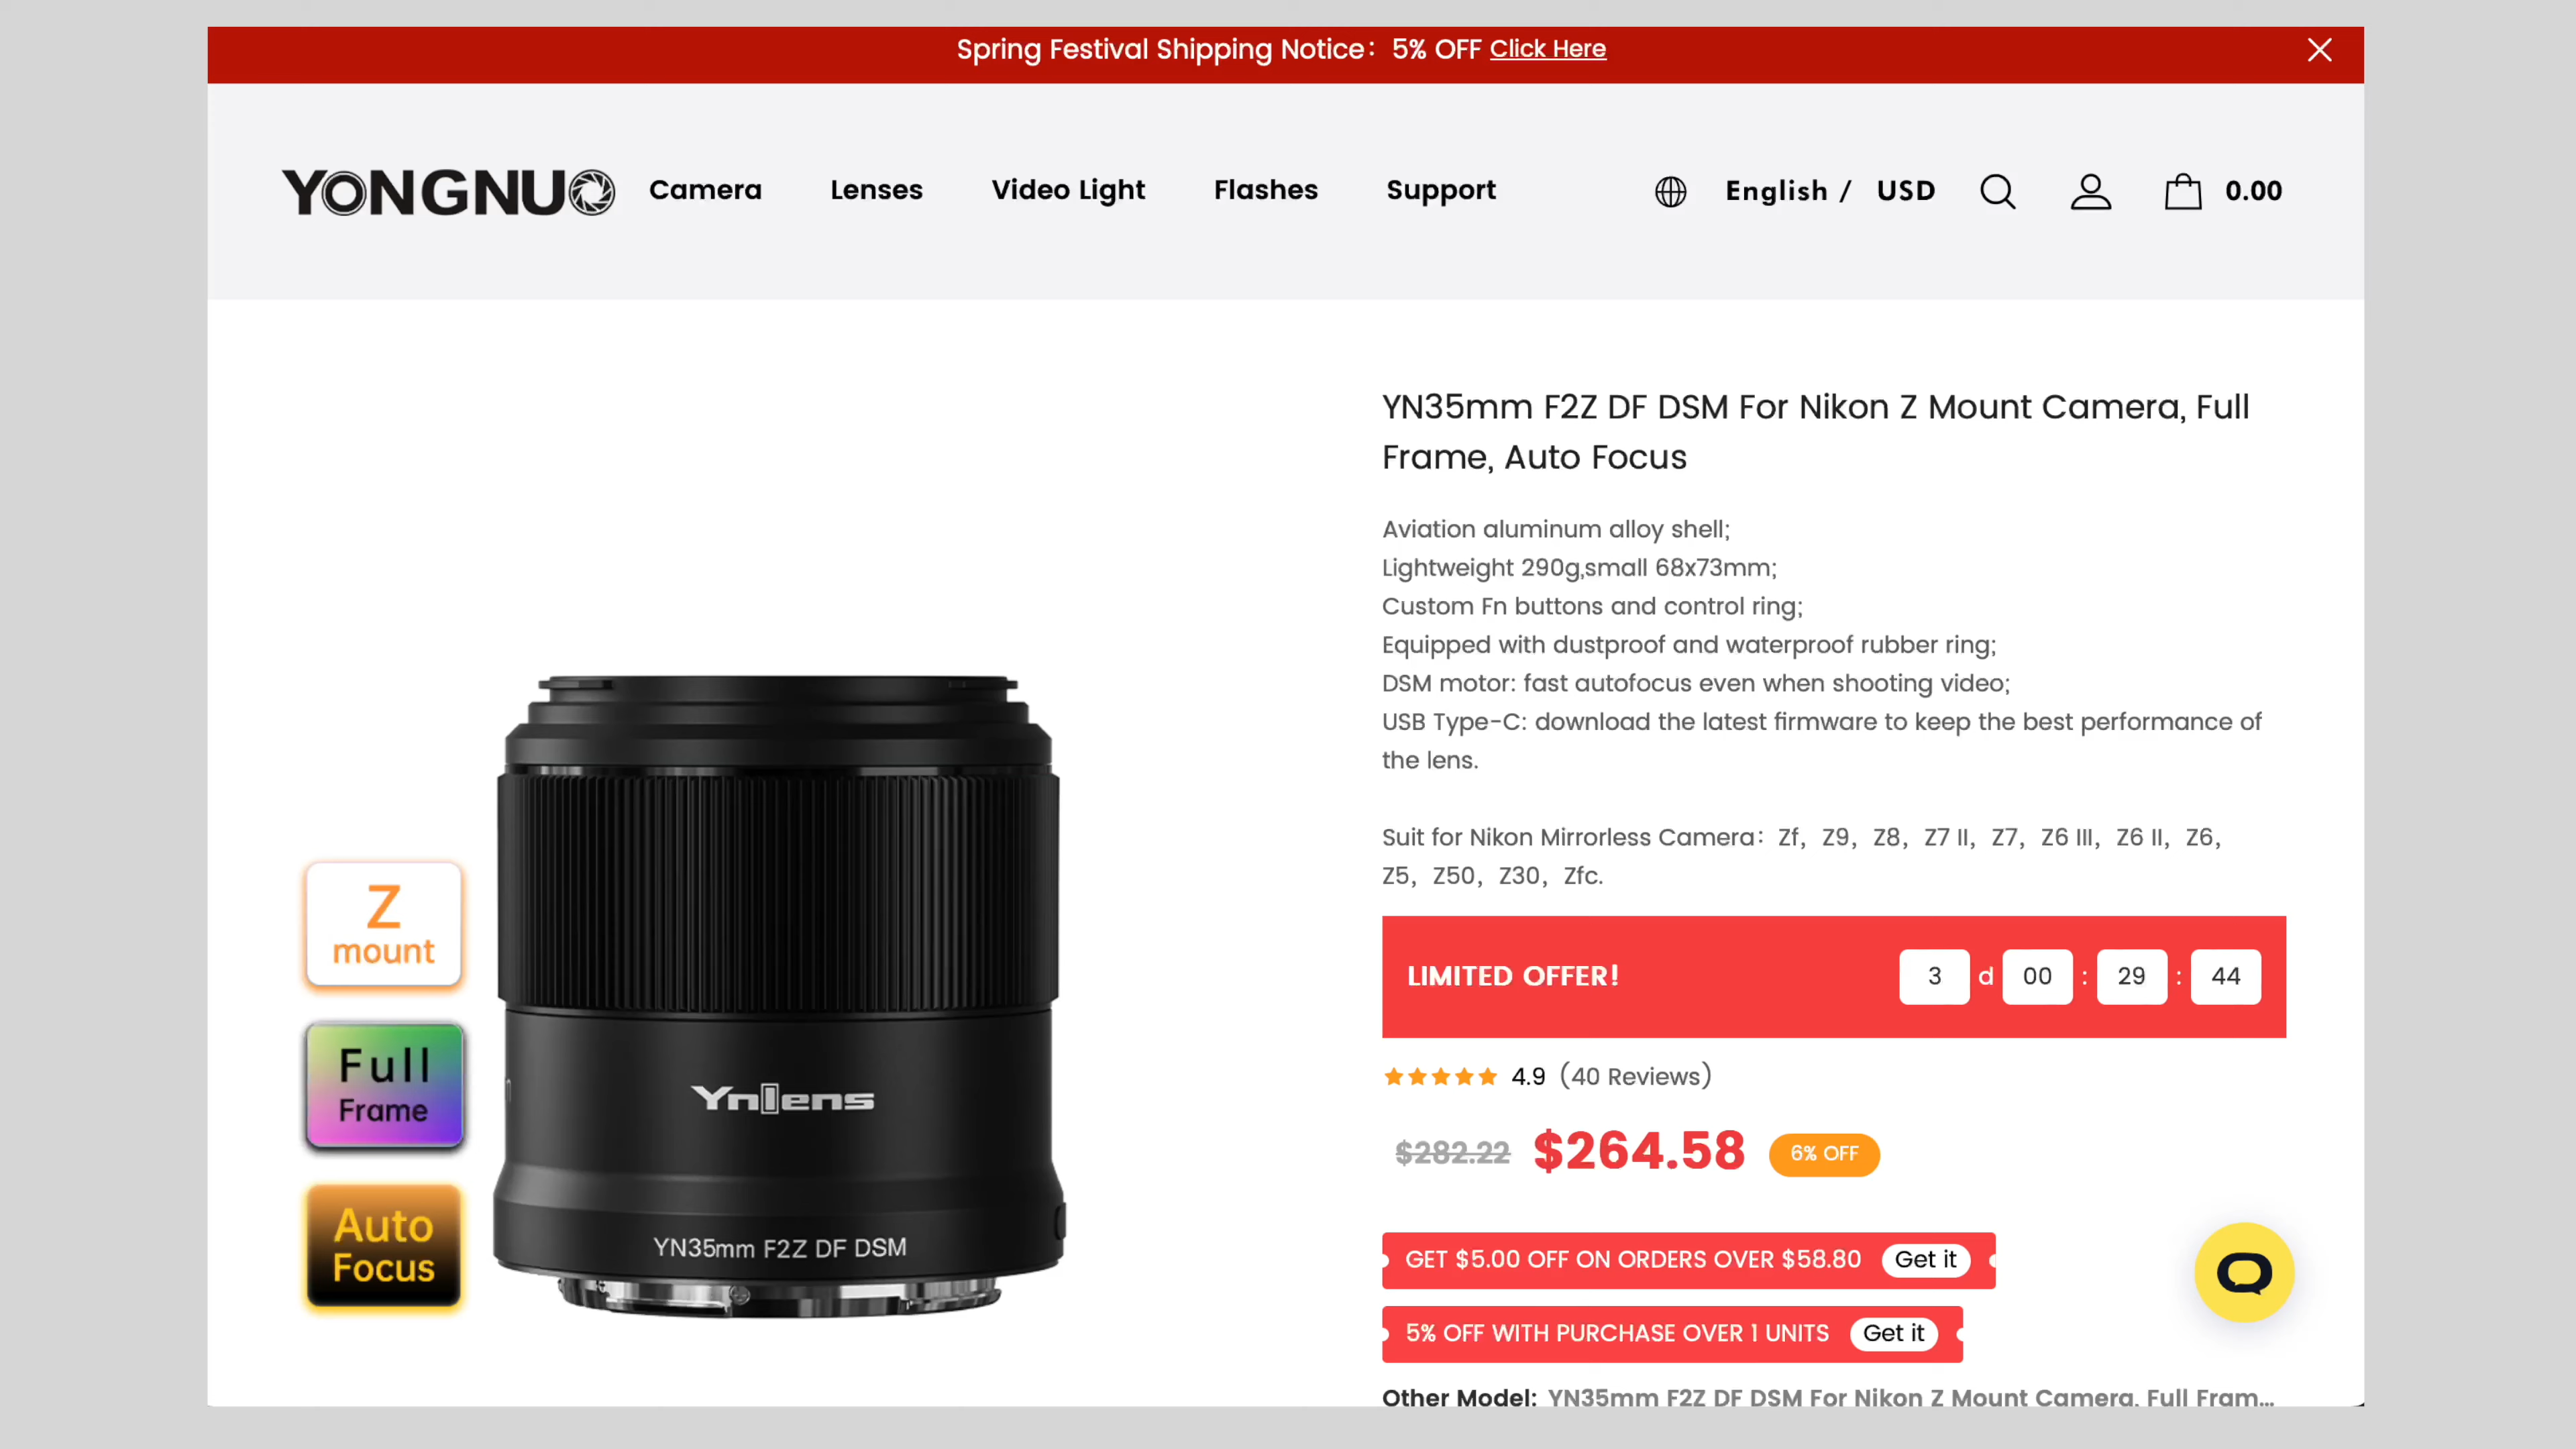 Spring Festival Shipping Notice： 5% OFF Click Here
YONGNUO
Camera
Lenses
Video Light
Flashes
Support
English / USD
0.00
YN35mm F2Z DF DSM For Nikon Z Mount Camera, Full
Frame, Auto Focus
Aviation aluminum alloy shell;
Lightweight 290g,small 68x73mm;
Custom Fn buttons and control ring;
Equipped with dustproof and waterproof rubber ring;
DSM motor: fast autofocus even when shooting video;
USB Type-C: download the latest firmware to keep the best performance of
the lens.
Suit for Nikon Mirrorless Camera：Zf，Z9，Z8，Z7 II，Z7，Z6 III，Z6 II，Z6，
Z5，Z50，Z30，Zfc.
LIMITED OFFER!
3 d 00 : 29 : 44
4.9 (40 Reviews)
$282.22 $264.58 6% OFF
GET $5.00 OFF ON ORDERS OVER $58.80 Get it
5% OFF WITH PURCHASE OVER 1 UNITS Get it
Other Model: YN35mm F2Z DF DSM For Nikon Z Mount Camera, Full Fram...
Z
mount
Full
Frame
Auto
Focus
Ynlens
YN35mm F2Z DF DSM